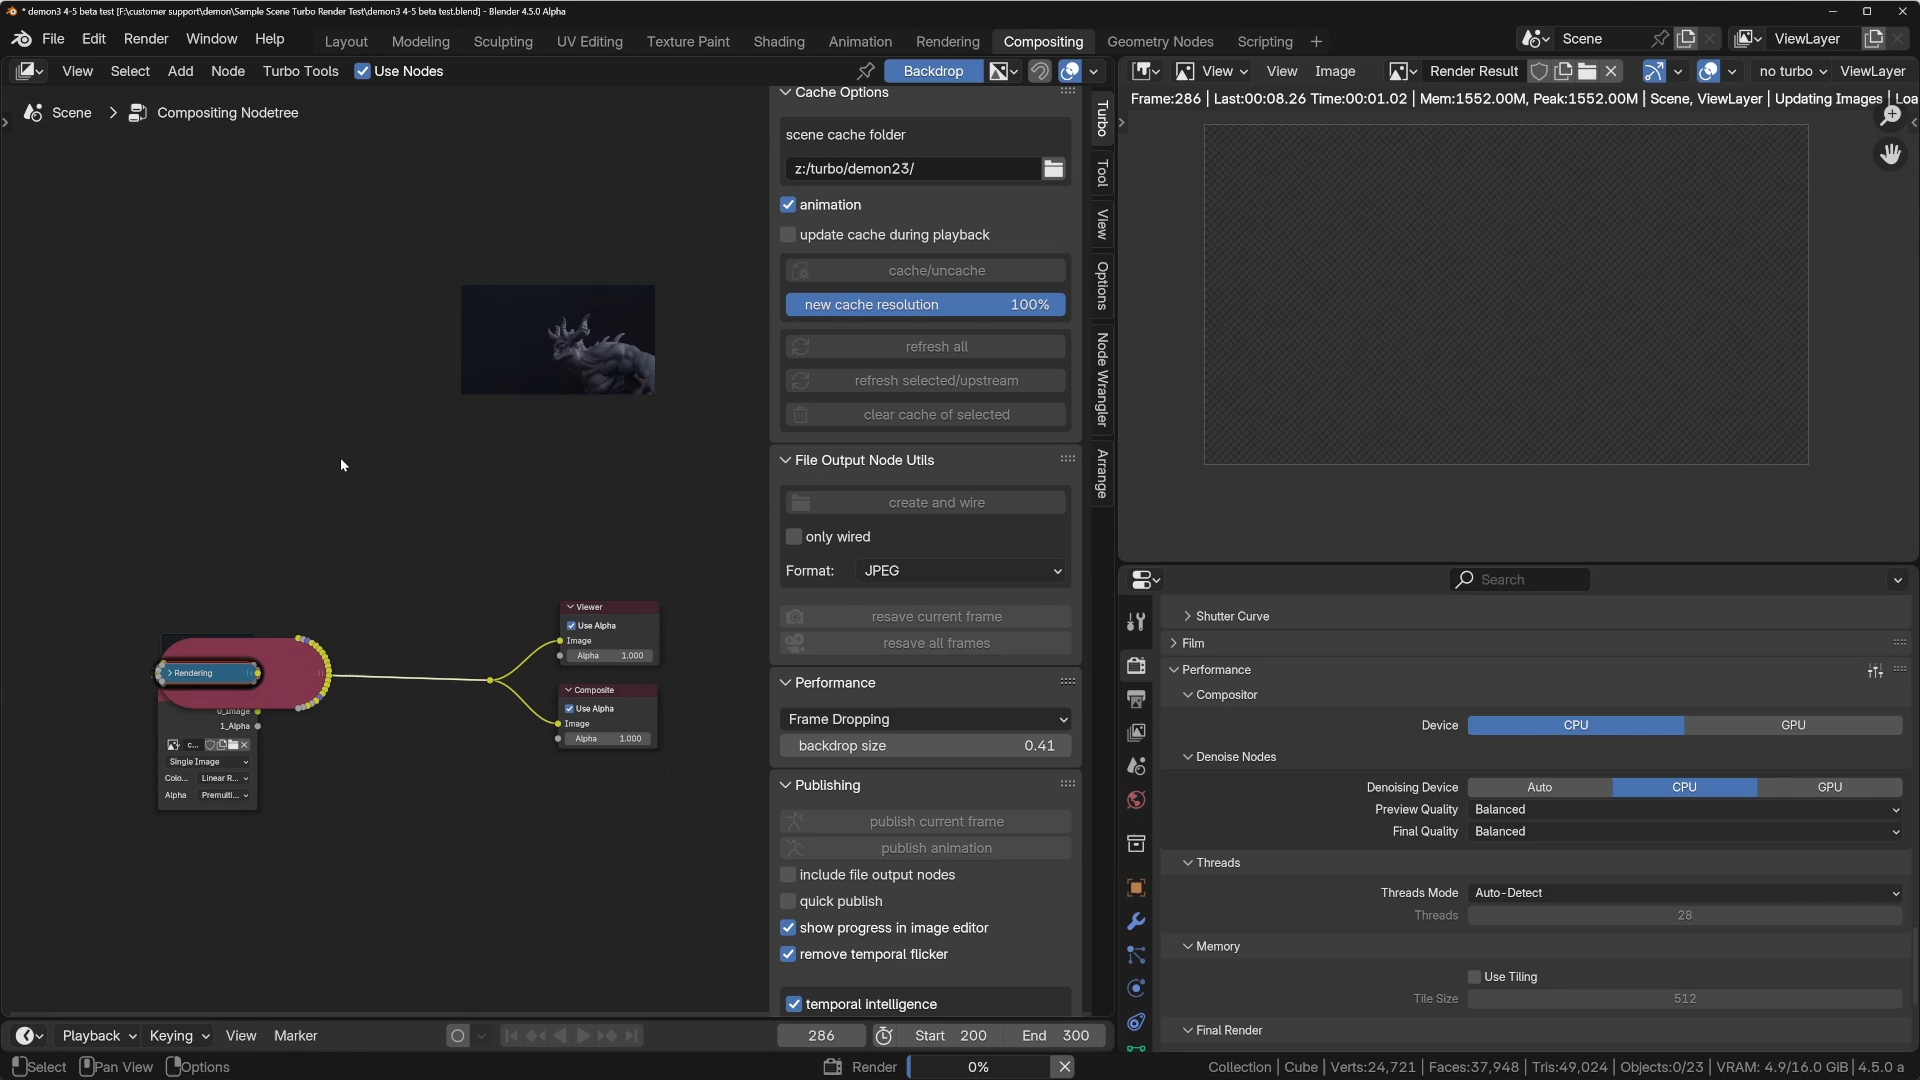 * demon3 4-5 beta test [F:\customer support\demon\Sample Scene Turbo Render Test\demon3 4-5 beta test.blend] - Blender 4.5.0 Alpha
File Edit Render Window Help
Layout Modeling Sculpting UV Editing Texture Paint Shading Animation Rendering Compositing Geometry Nodes Scripting +
Scene
ViewLayer
View Select Add Node Turbo Tools Use Nodes
Backdrop
View View Image
Render Result
no turbo
ViewLayer
Scene > Compositing Nodetree
Frame:286 | Last:00:08.26 Time:00:01.02 | Mem:1552.00M, Peak:1552.00M | Scene, ViewLayer | Updating Images | Loa
Cache Options
scene cache folder
z:/turbo/demon23/
animation
update cache during playback
cache/uncache
new cache resolution 100%
refresh all
refresh selected/upstream
clear cache of selected
File Output Node Utils
create and wire
only wired
Format: JPEG
resave current frame
resave all frames
Performance
Frame Dropping
backdrop size 0.41
Publishing
publish current frame
publish animation
include file output nodes
quick publish
show progress in image editor
remove temporal flicker
temporal intelligence
Turbo
Tool
View
Options
Node Wrangler
Arrange
Rendering
0_Image
1_Alpha
c...
Single Image
Colo... Linear R...
Alpha Premulti...
Viewer
Use Alpha
Image
Alpha 1.000
Composite
Use Alpha
Image
Alpha 1.000
Search
Shutter Curve
Film
Performance
Compositor
Device CPU GPU
Denoise Nodes
Denoising Device Auto CPU GPU
Preview Quality Balanced
Final Quality Balanced
Threads
Threads Mode Auto-Detect
Threads 28
Memory
Use Tiling
Tile Size 512
Final Render
Playback Keying View Marker
286
Start 200
End 300
Select Pan View Options
Render 0%
Collection | Cube | Verts:24,721 | Faces:37,948 | Tris:49,024 | Objects:0/23 | VRAM: 4.9/16.0 GiB | 4.5.0 a